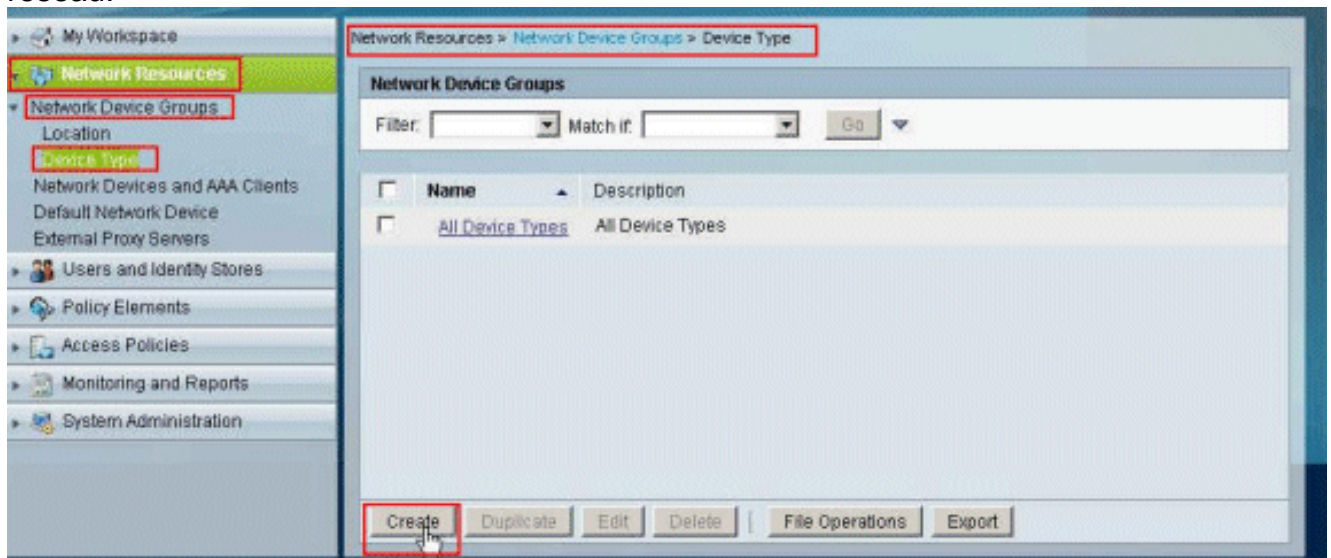 réseau.
My Workspace
Network Resources
Network Device Groups
Location
Device Type
Network Devices and AAA Clients
Default Network Device
External Proxy Servers
Users and Identity Stores
Policy Elements
Access Policies
Monitoring and Reports
System Administration
Network Resources > Network Device Groups > Device Type
Network Device Groups
Filter: Match if: Go
Name Description
All Device Types All Device Types
Create Duplicate Edit Delete | File Operations Export